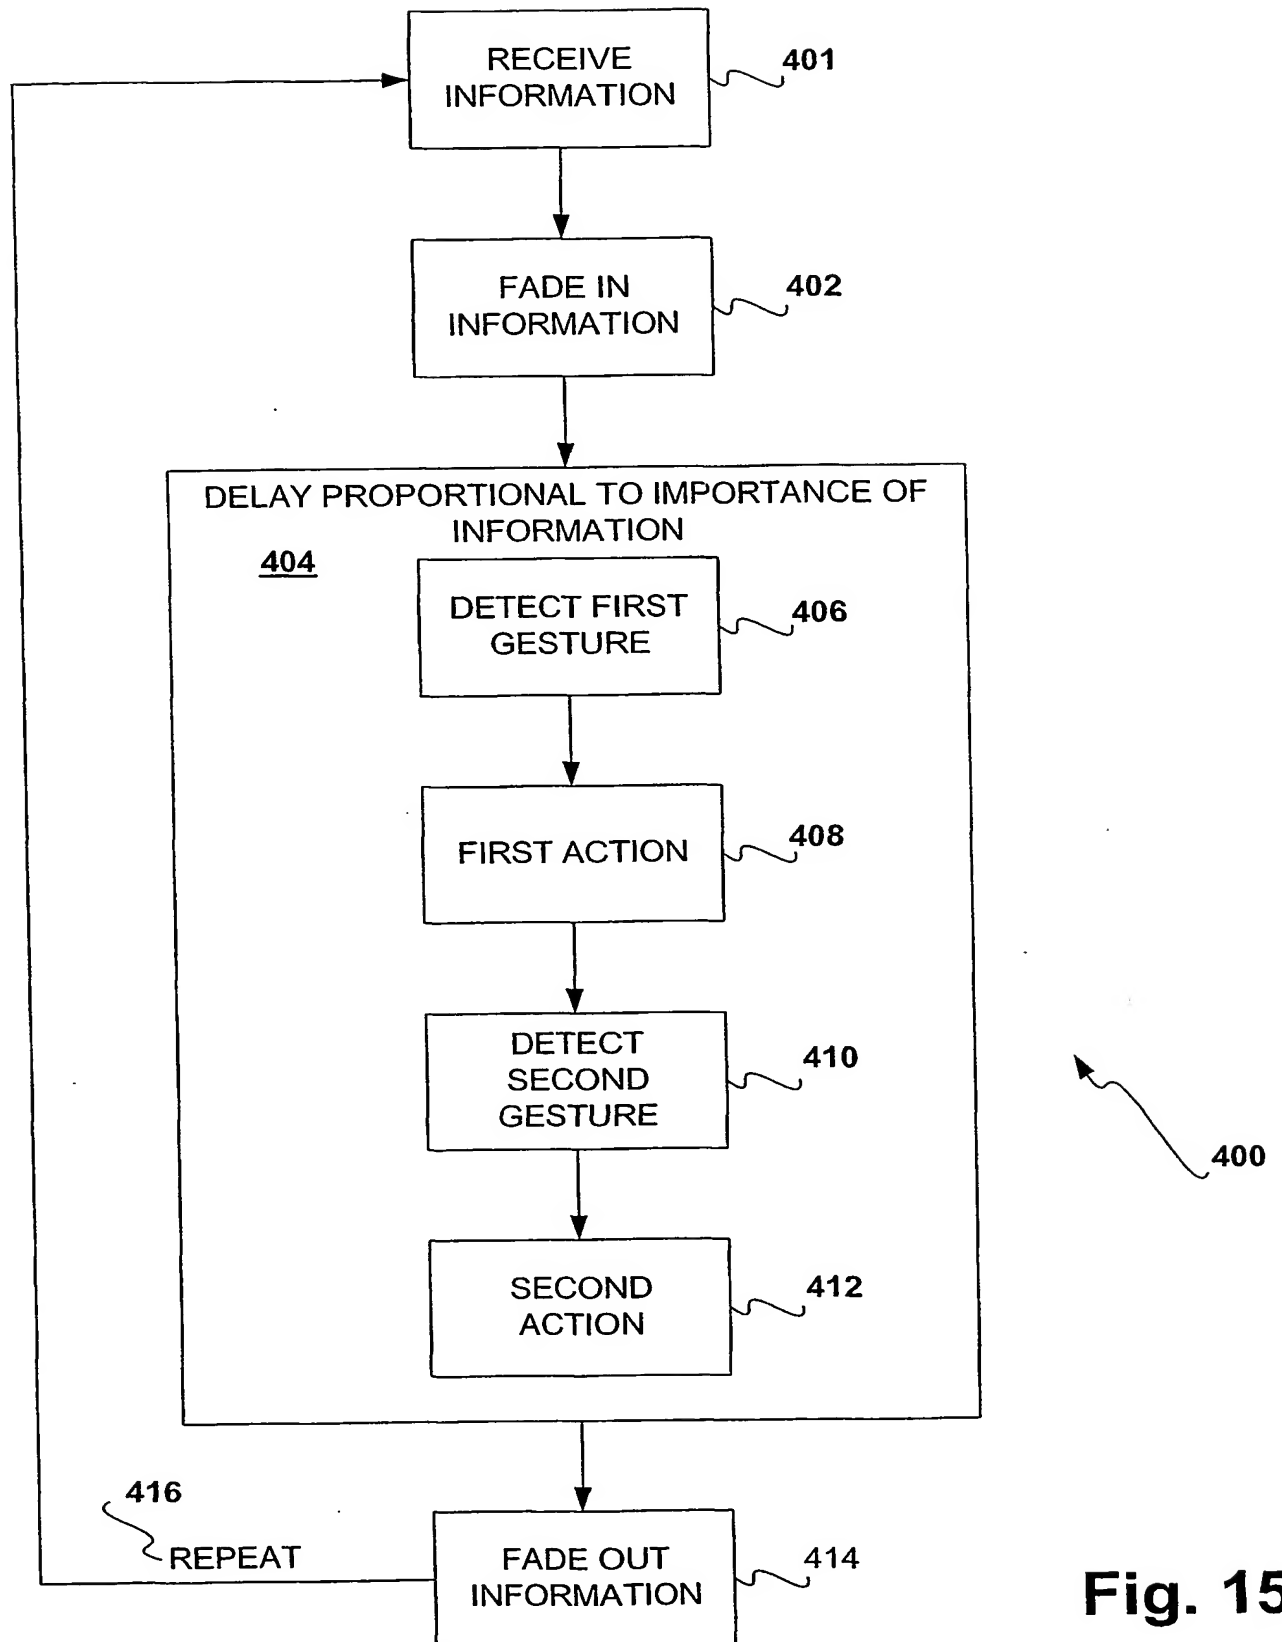 RECEIVE
INFORMATION
401
FADE IN
INFORMATION
402
DELAY PROPORTIONAL TO IMPORTANCE OF
INFORMATION
404
DETECT FIRST
GESTURE
406
FIRST ACTION
408
DETECT
SECOND
GESTURE
410
400
SECOND
ACTION
412
416
REPEAT
FADE OUT
INFORMATION
414
Fig. 15